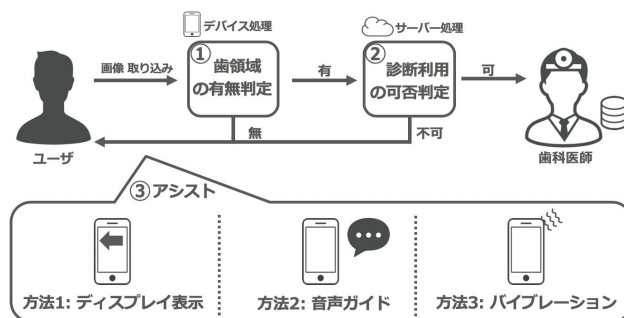 デバイス処理
サーバー処理
画像 取り込み
①
歯領域
の有無判定
有
②
診断利用
の可否判定
可
無
不可
ユーザ
歯科医師
③アシスト
方法1: ディスプレイ表示
方法2: 音声ガイド
方法3: バイブレーション